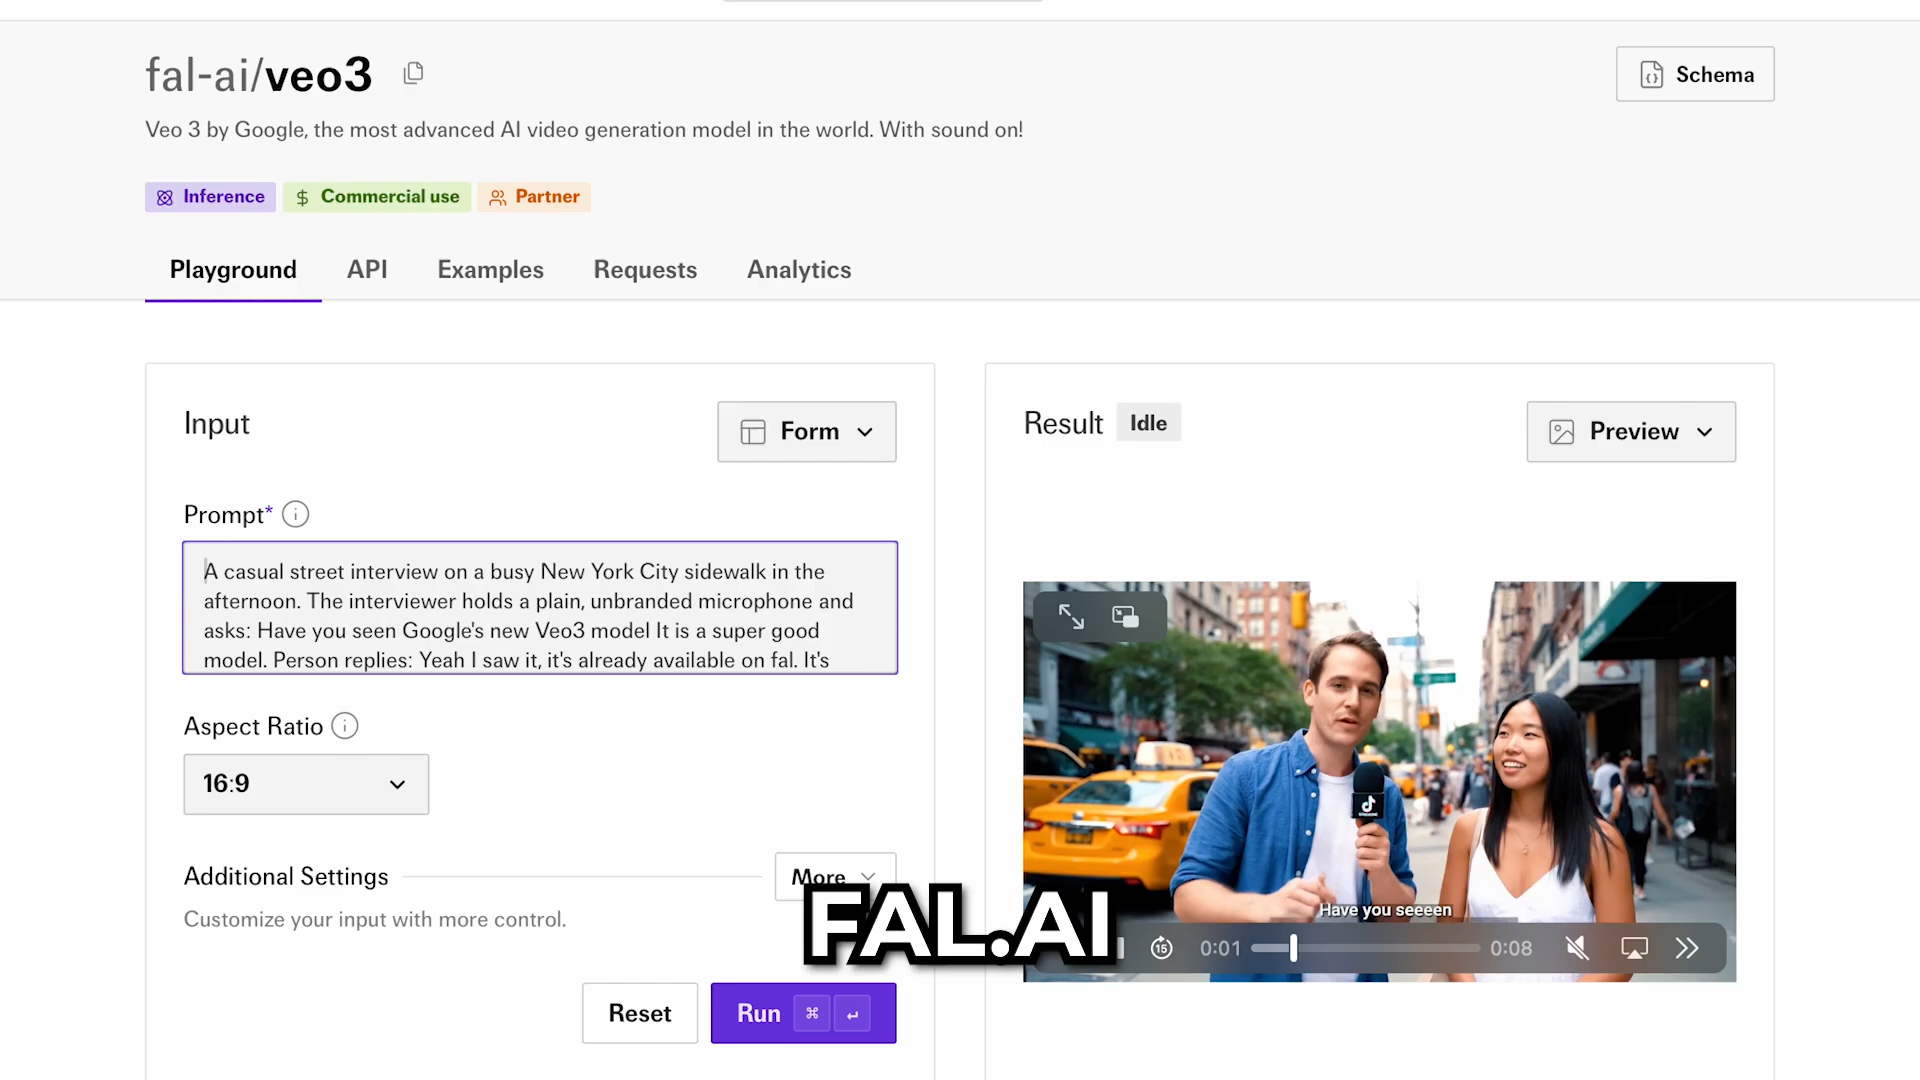 fal-ai/veo3
Schema
Veo 3 by Google, the most advanced AI video generation model in the world. With sound on!
Inference
$ Commercial use
Partner
Playground
API
Examples
Requests
Analytics
Input
Form
Result
Idle
Preview
Prompt*
A casual street interview on a busy New York City sidewalk in the
afternoon. The interviewer holds a plain, unbranded microphone and
asks: Have you seen Google's new Veo3 model It is a super good
model. Person replies: Yeah I saw it, it's already available on fal. It's
Aspect Ratio
16:9
Additional Settings
More
Customize your input with more control.
Have you seeeen
FAL.AI
15
0:01
0:08
Reset
Run ⌘ ↵